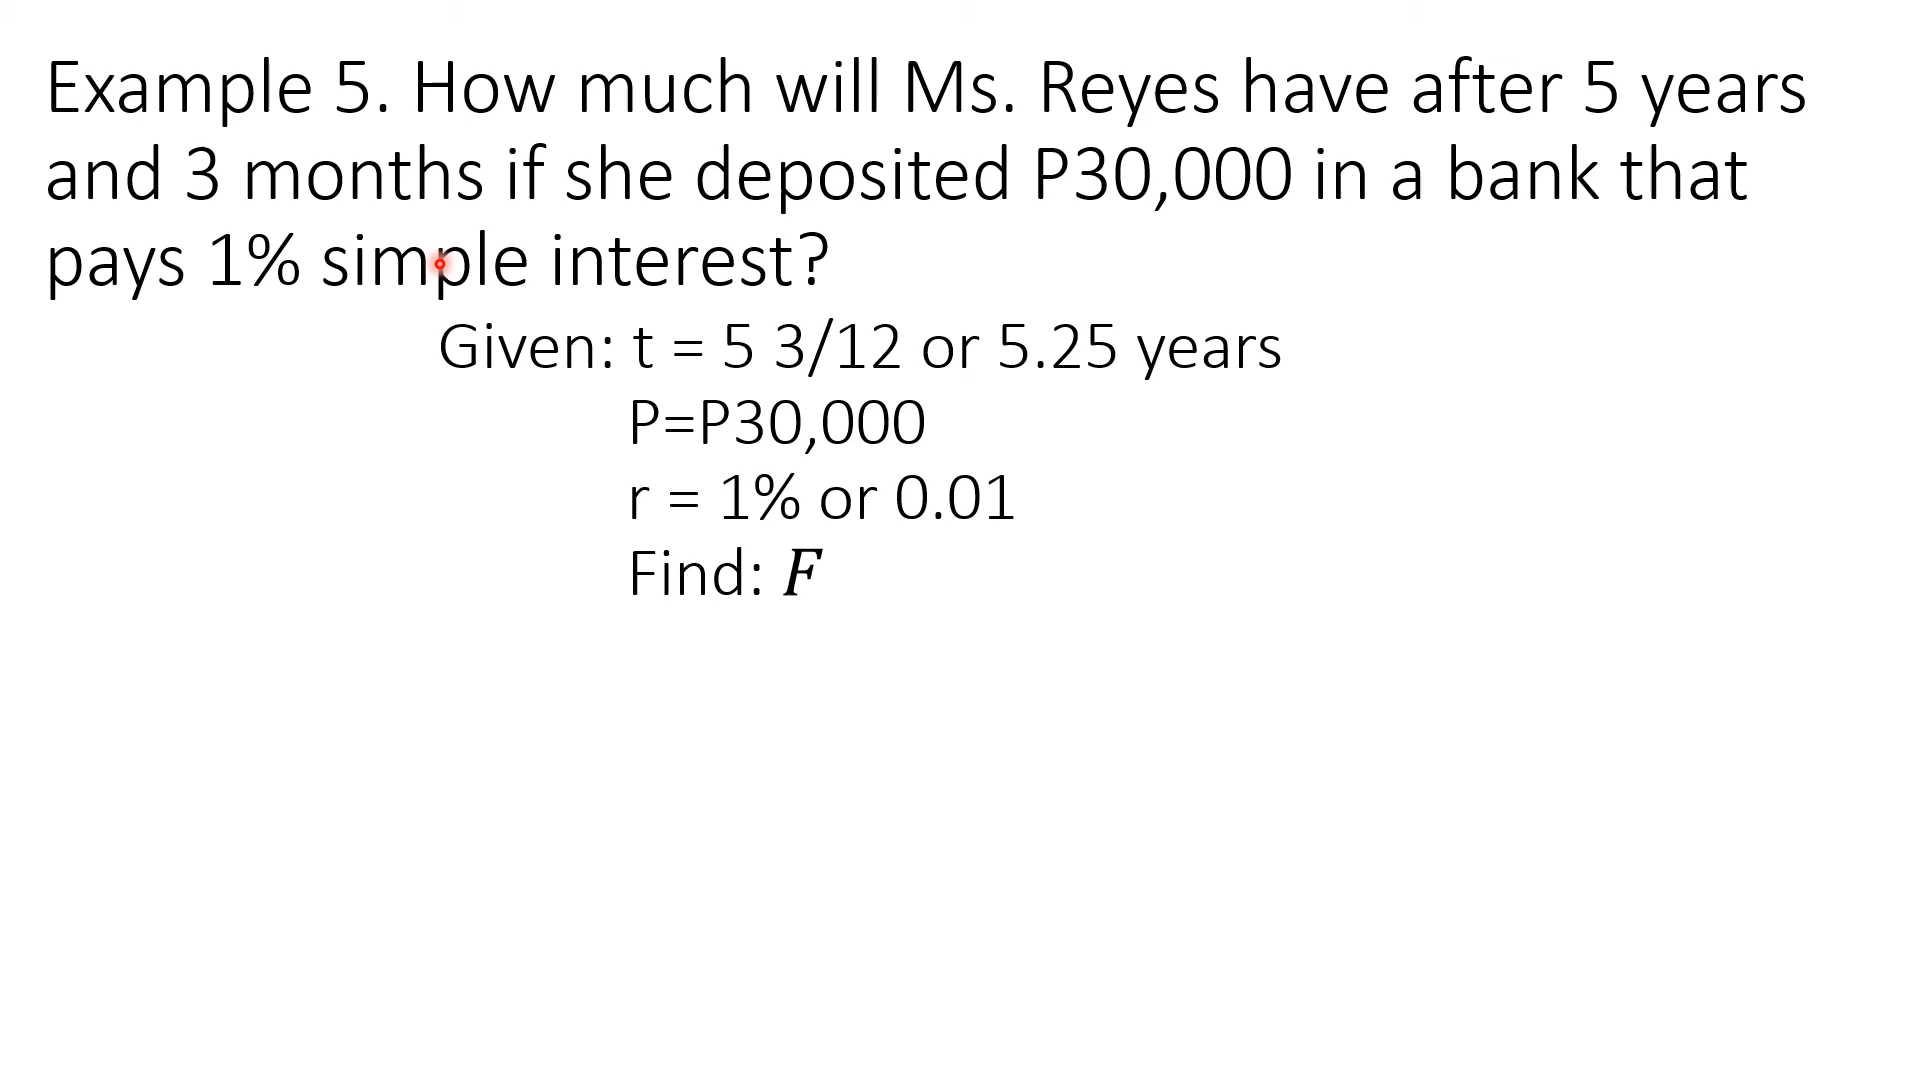 Example 5. How much will Ms. Reyes have after 5 years
and 3 months if she deposited P30,000 in a bank that
pays 1% simple interest?
Given: t = 5 3/12 or 5.25 years
P=P30,000
r = 1% or 0.01
Find: F